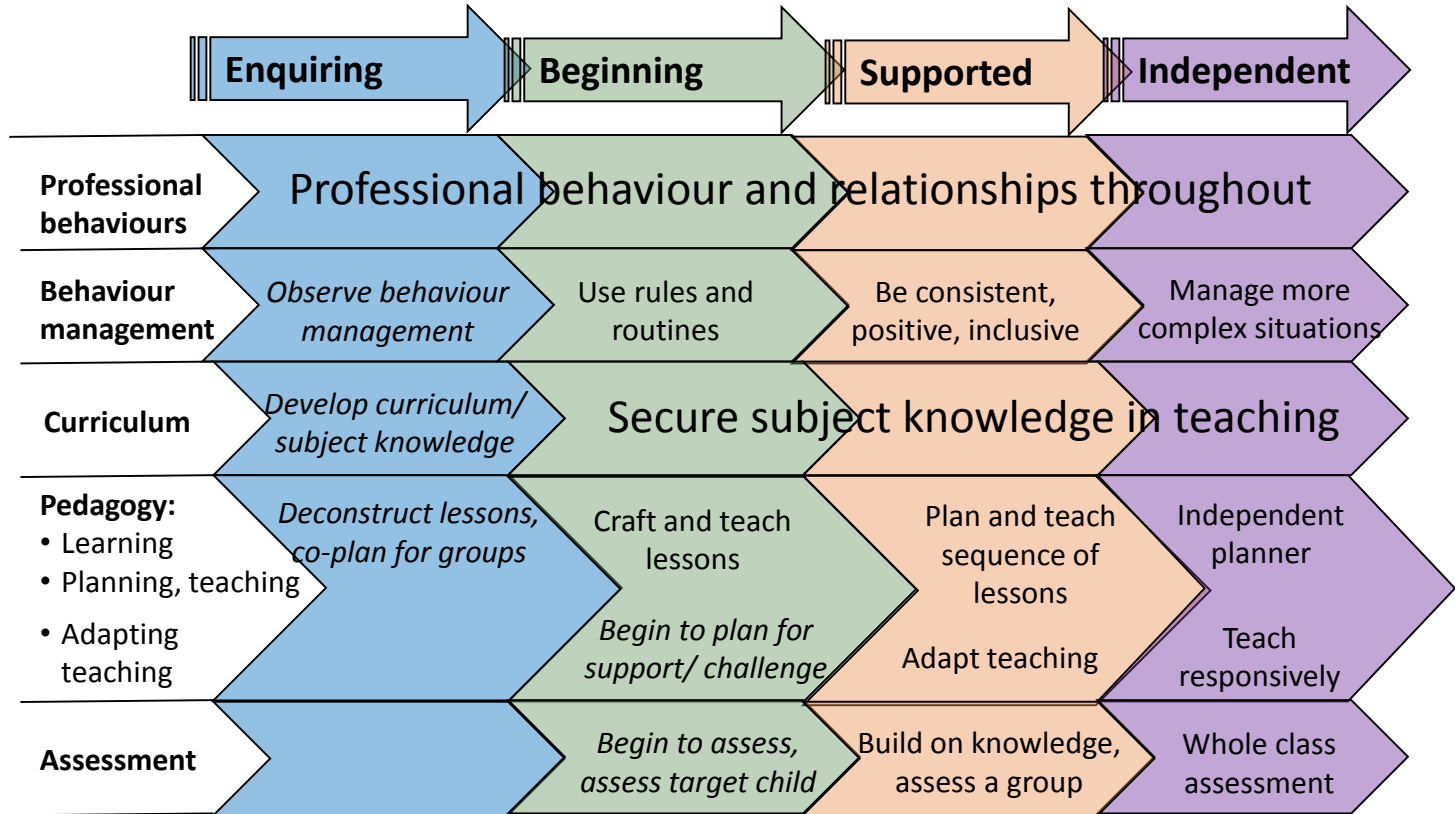 Enquiring
Beginning
Supported
Independent
Professional
behaviours
Professional behaviour and relationships throughout
Behaviour
management
Observe behaviour
management
Use rules and
routines
Be consistent,
positive, inclusive
Manage more
complex situations
Curriculum
Develop curriculum/
subject knowledge
Secure subject knowledge in teaching
Pedagogy:
• Learning
• Planning, teaching
• Adapting
teaching
Deconstruct lessons,
co-plan for groups
Craft and teach
lessons
Begin to plan for
support/ challenge
Plan and teach
sequence of
lessons
Adapt teaching
Independent
planner
Teach
responsively
Assessment
Begin to assess,
assess target child
Build on knowledge,
assess a group
Whole class
assessment